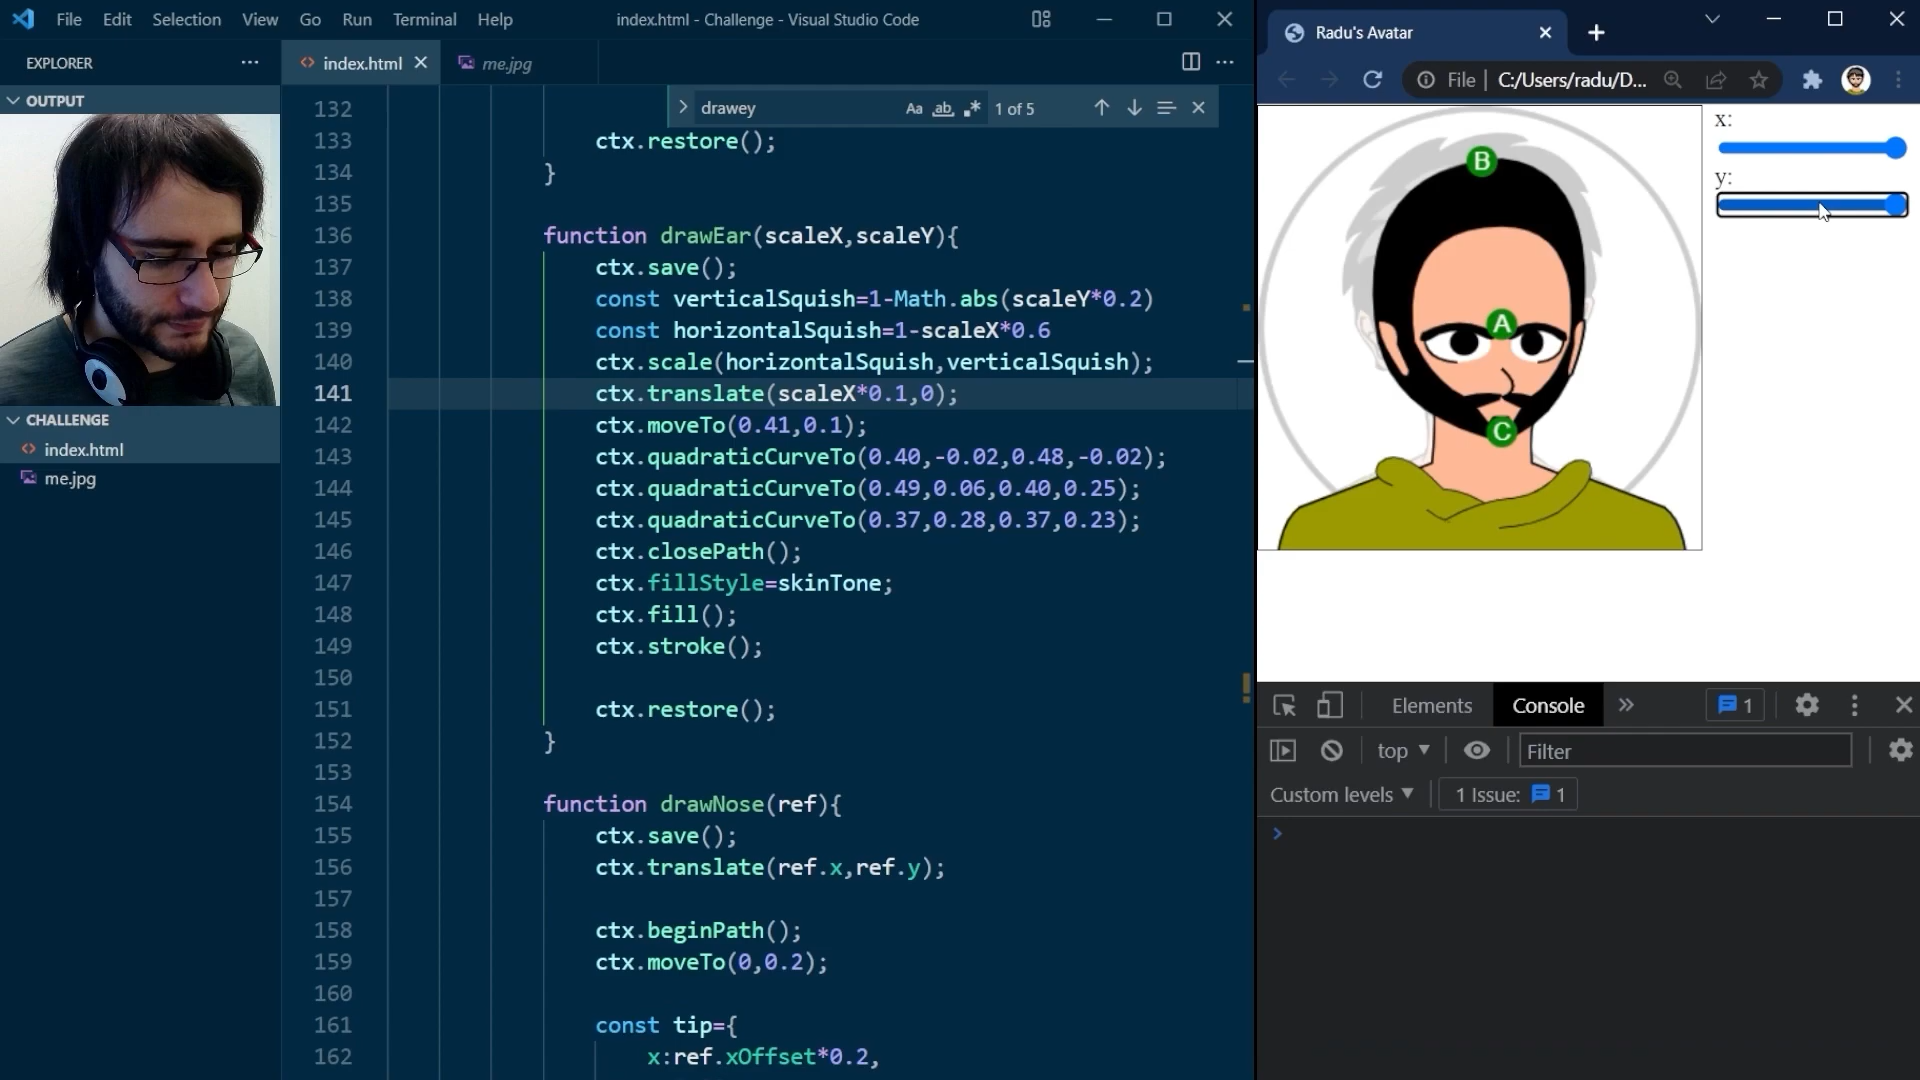 File Edit Selection View Go Run Terminal Help
index.html - Challenge - Visual Studio Code
EXPLORER
index.html
me.jpg
OUTPUT
CHALLENGE
index.html
me.jpg
drawey
Aa ab 1 of 5
132
133 ctx.restore();
134 }
135
136 function drawEar(scaleX,scaleY){
137 ctx.save();
138 const verticalSquish=1-Math.abs(scaleY*0.2)
139 const horizontalSquish=1-scaleX*0.6
140 ctx.scale(horizontalSquish,verticalSquish);
141 ctx.translate(scaleX*0.1,0);
142 ctx.moveTo(0.41,0.1);
143 ctx.quadraticCurveTo(0.40,-0.02,0.48,-0.02);
144 ctx.quadraticCurveTo(0.49,0.06,0.40,0.25);
145 ctx.quadraticCurveTo(0.37,0.28,0.37,0.23);
146 ctx.closePath();
147 ctx.fillStyle=skinTone;
148 ctx.fill();
149 ctx.stroke();
150
151 ctx.restore();
152 }
153
154 function drawNose(ref){
155 ctx.save();
156 ctx.translate(ref.x,ref.y);
157
158 ctx.beginPath();
159 ctx.moveTo(0,0.2);
160
161 const tip={
162 x:ref.xOffset*0.2,
Radu's Avatar
File | C:/Users/radu/D...
x:
y:
B
A
C
Elements Console 1
top Filter
Custom levels 1 Issue: 1